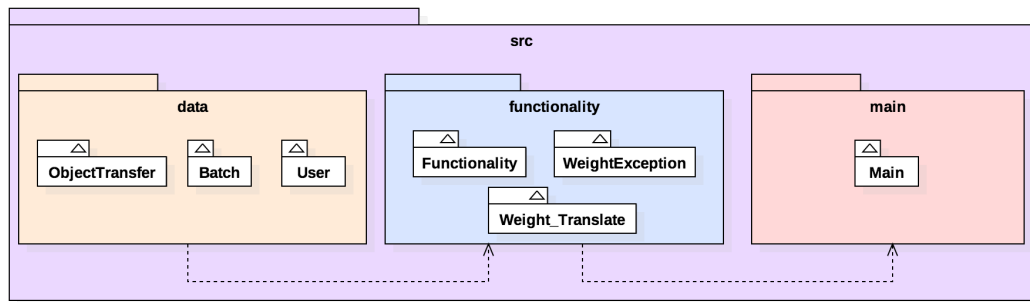 src
data
functionality
main
ObjectTransfer
Batch
User
Functionality
WeightException
Weight_Translate
Main